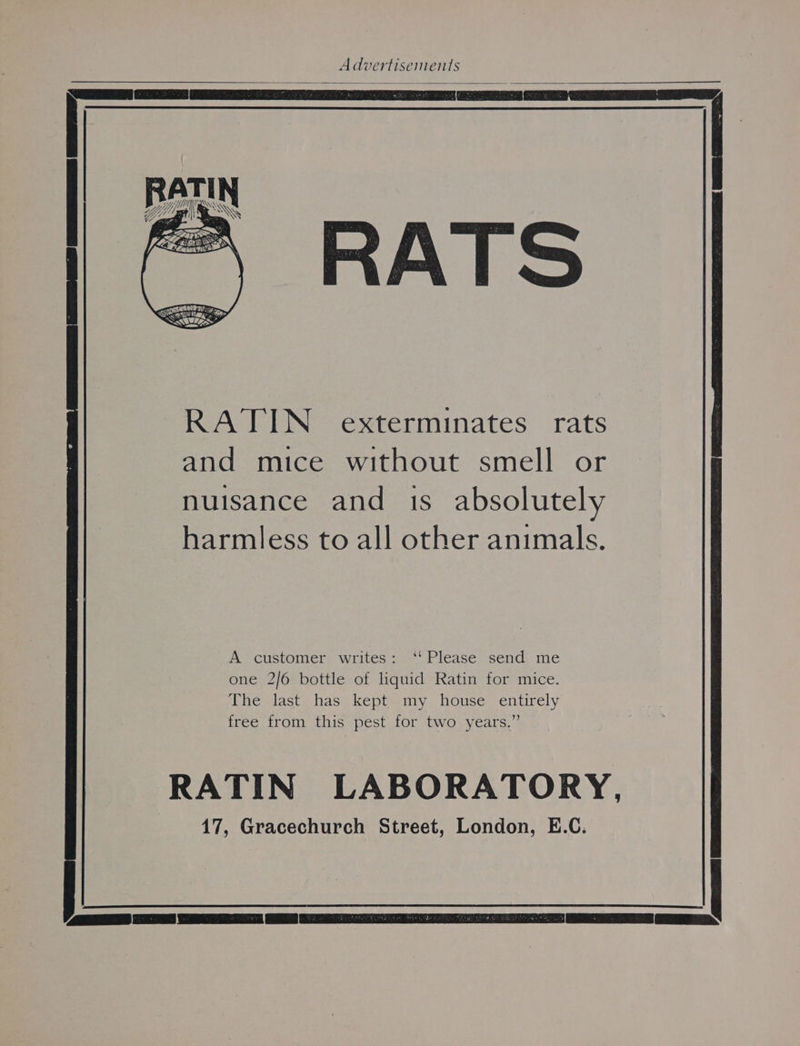 Advertisements
RATIN
RATS
RATIN exterminates rats
and mice without smell or
nuisance and is absolutely
harmless to all other animals.
A customer writes: “Please send me
one 2/6 bottle of liquid Ratin for mice.
The last has kept my house entirely
free from this pest for two years.”
RATIN LABORATORY,
17, Gracechurch Street, London, E.C.